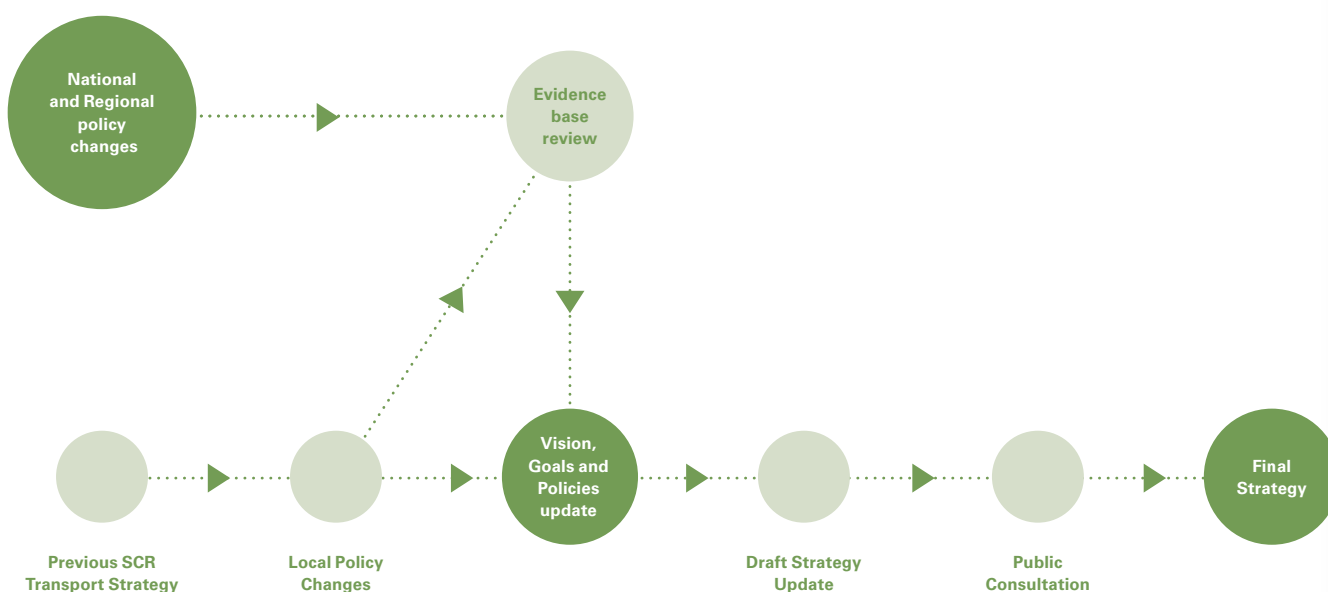 National
and Regional
policy
changes
Evidence
base
review
Vision,
Goals and
Policies
update
Final
Strategy
Previous SCR
Transport Strategy
Local Policy
Changes
Draft Strategy
Update
Public
Consultation